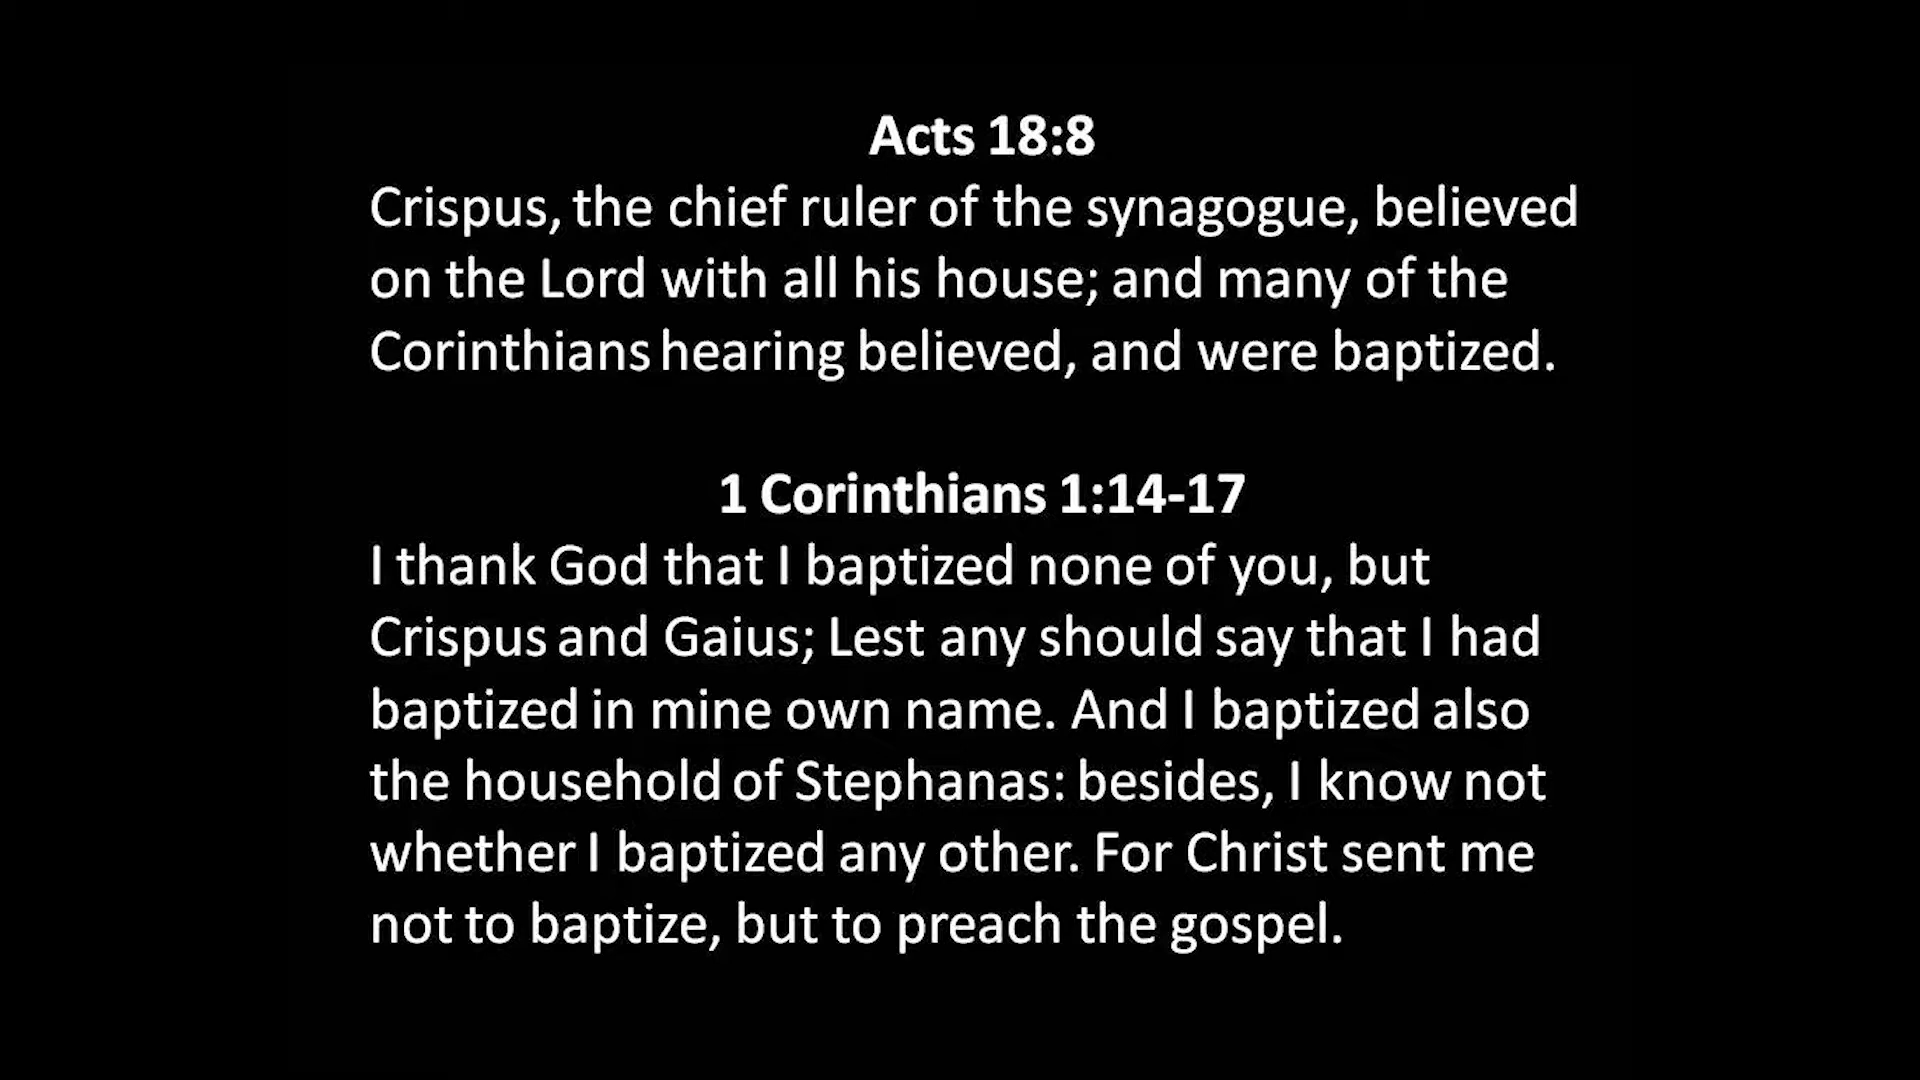 Acts 18:8
Crispus, the chief ruler of the synagogue, believed
on the Lord with all his house; and many of the
Corinthians hearing believed, and were baptized.
1 Corinthians 1:14-17
I thank God that I baptized none of you, but
Crispus and Gaius; Lest any should say that I had
baptized in mine own name. And I baptized also
the household of Stephanas: besides, I know not
whether I baptized any other. For Christ sent me
not to baptize, but to preach the gospel.